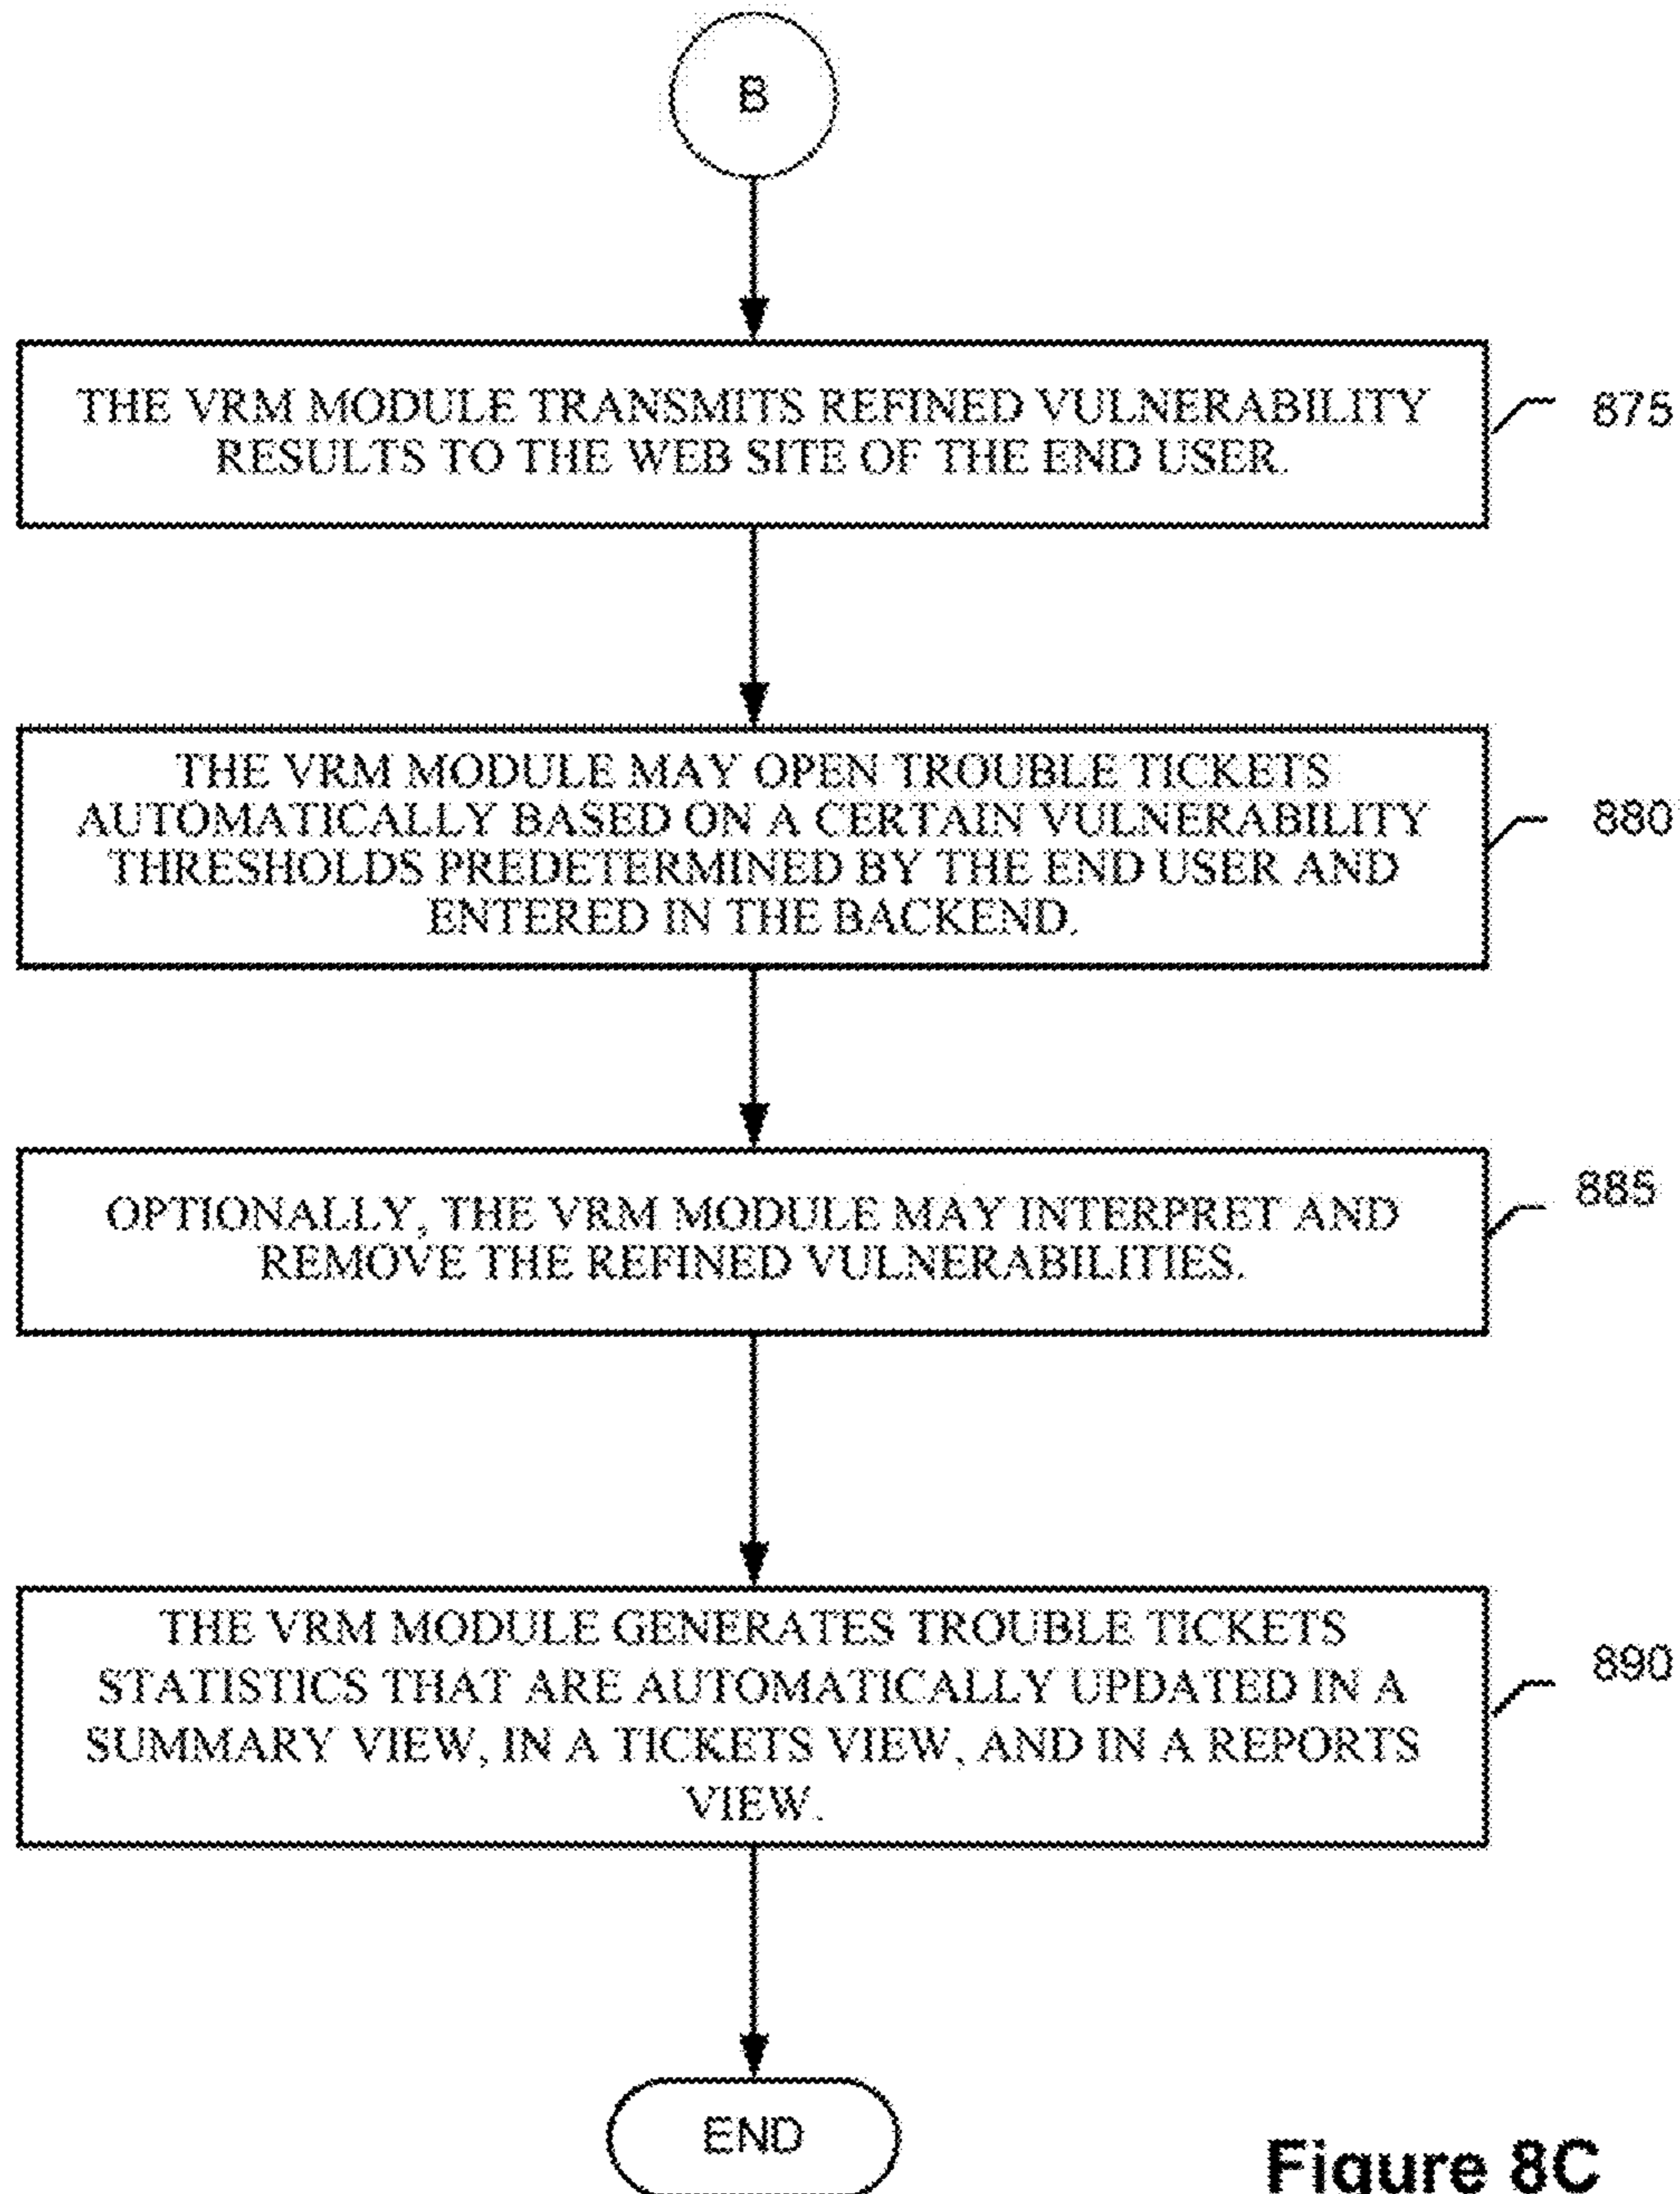 B
THE VRM MODULE TRANSMITS REFINED VULNERABILITY
RESULTS TO THE WEB SITE OF THE END USER.
875
THE VRM MODULE MAY OPEN TROUBLE TICKETS
AUTOMATICALLY BASED ON A CERTAIN VULNERABILITY
THRESHOLDS PREDETERMINED BY THE END USER AND
ENTERED IN THE BACKEND.
880
OPTIONALLY, THE VRM MODULE MAY INTERPRET AND
REMOVE THE REFINED VULNERABILITIES.
885
THE VRM MODULE GENERATES TROUBLE TICKETS
STATISTICS THAT ARE AUTOMATICALLY UPDATED IN A
SUMMARY VIEW, IN A TICKETS VIEW, AND IN A REPORTS
VIEW.
890
END
Figure 8C